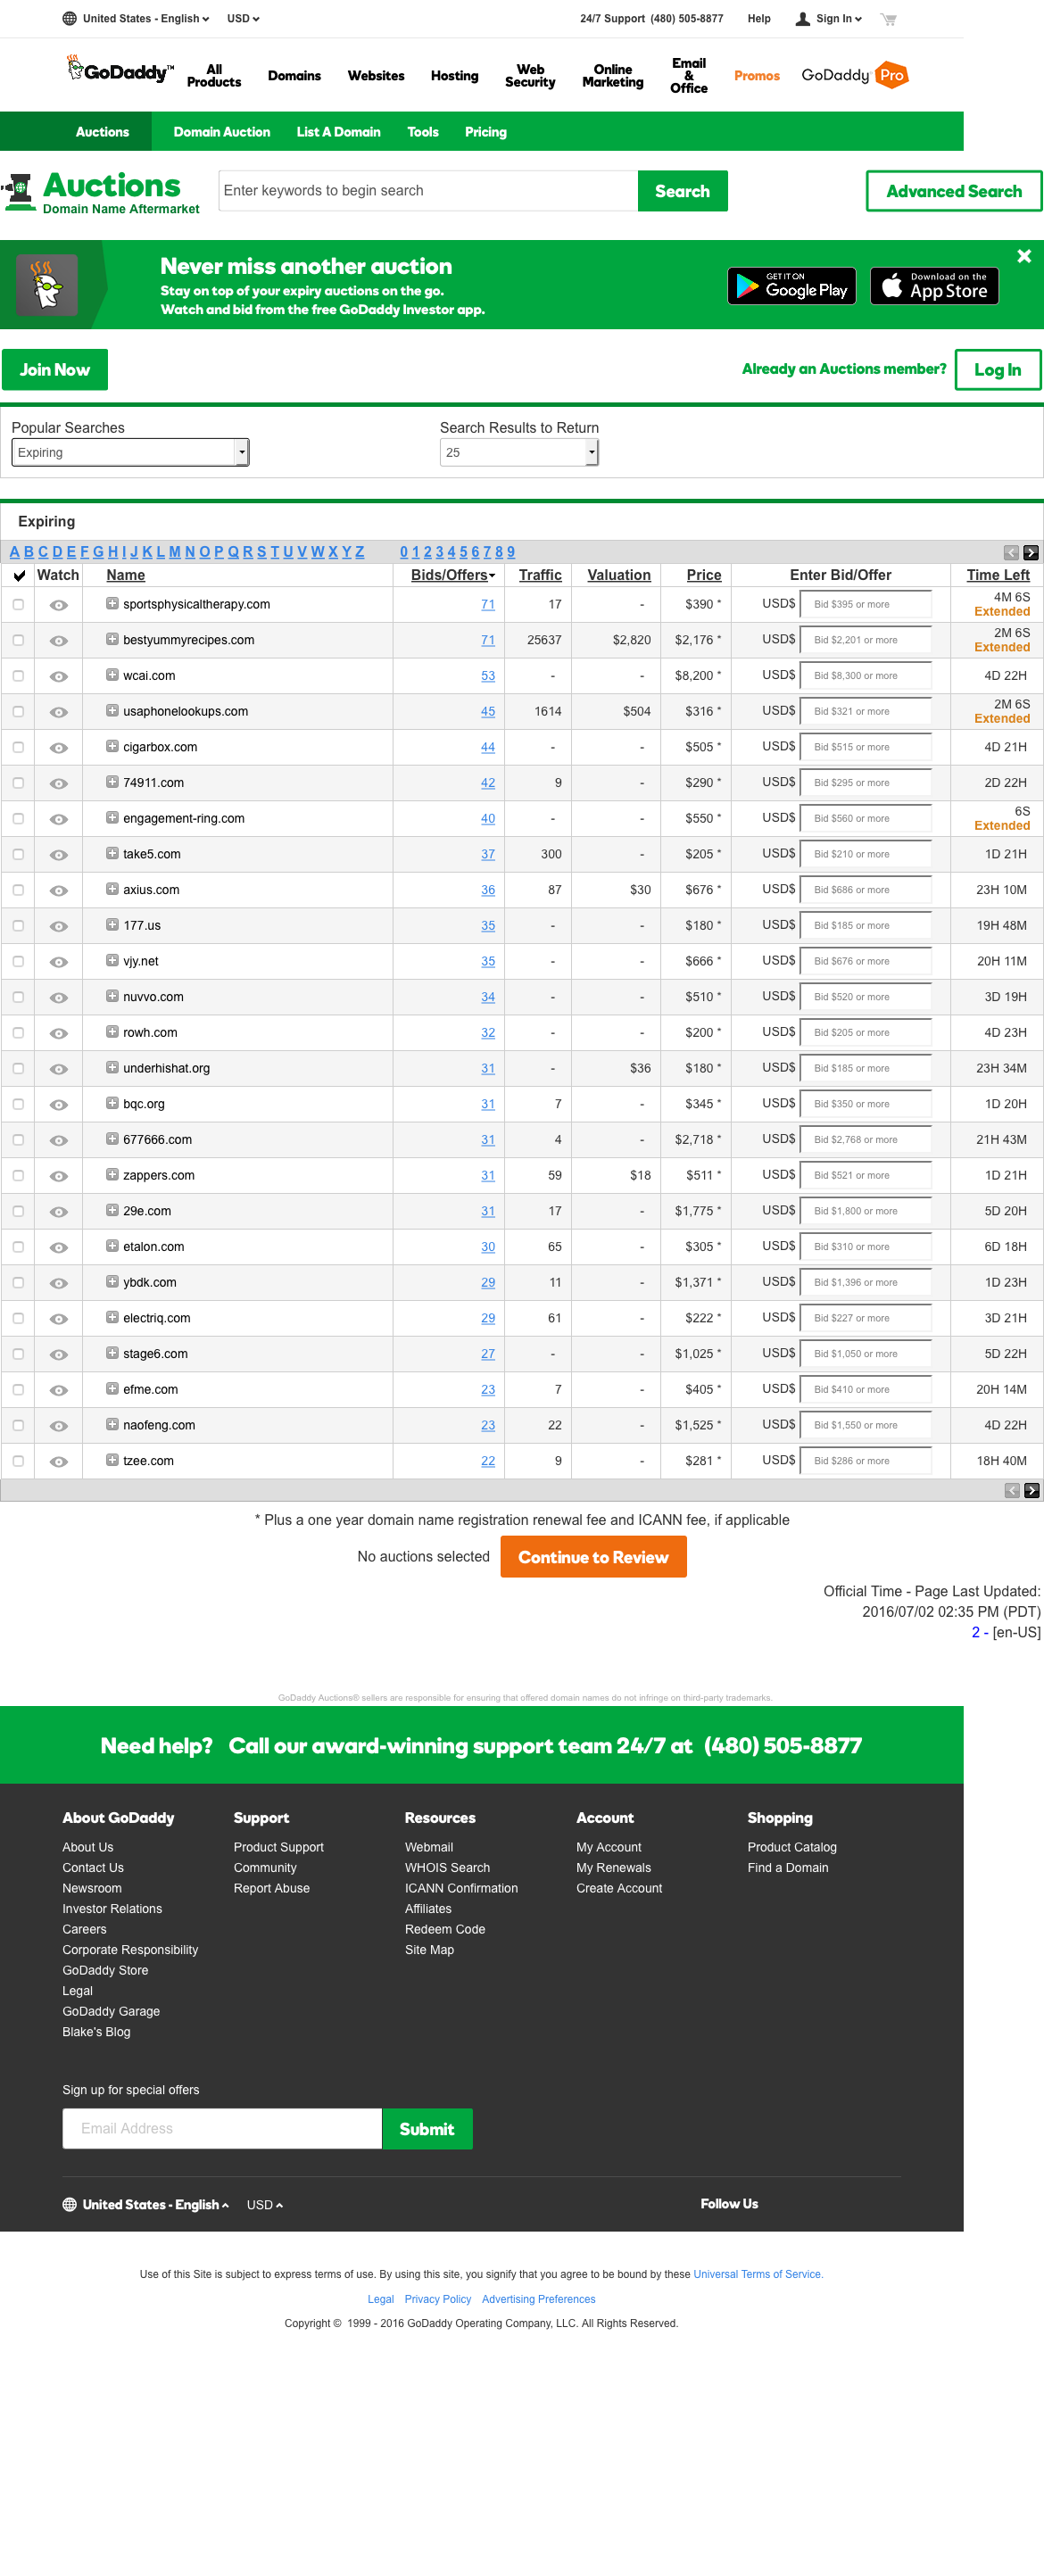 United States - English USD 24/7 Support (480) 505-8877 Help Sign In
GoDaddy™ All Products Domains Websites Hosting Web Security Online Marketing Email & Office Promos GoDaddy Pro
Auctions Domain Auction List A Domain Tools Pricing
Auctions
Domain Name Aftermarket
Enter keywords to begin search Search Advanced Search
Never miss another auction
Stay on top of your expiry auctions on the go.
Watch and bid from the free GoDaddy Investor app.
GET IT ON
Google Play
Download on the
App Store
Join Now Already an Auctions member? Log In
Popular Searches Search Results to Return
Expiring 25
Expiring
A B C D E F G H I J K L M N O P Q R S T U V W X Y Z 0 1 2 3 4 5 6 7 8 9
Watch Name Bids/Offers Traffic Valuation Price Enter Bid/Offer Time Left
sportsphysicaltherapy.com 71 17 - $390 * USD$ Bid $395 or more 4M 6S Extended
bestyummyrecipes.com 71 25637 $2,820 $2,176 * USD$ Bid $2,201 or more 2M 6S Extended
wcai.com 53 - - $8,200 * USD$ Bid $8,300 or more 4D 22H
usaphonelookups.com 45 1614 $504 $316 * USD$ Bid $321 or more 2M 6S Extended
cigarbox.com 44 - - $505 * USD$ Bid $515 or more 4D 21H
74911.com 42 9 - $290 * USD$ Bid $295 or more 2D 22H
engagement-ring.com 40 - - $550 * USD$ Bid $560 or more 6S Extended
take5.com 37 300 - $205 * USD$ Bid $210 or more 1D 21H
axius.com 36 87 $30 $676 * USD$ Bid $686 or more 23H 10M
177.us 35 - - $180 * USD$ Bid $185 or more 19H 48M
vjy.net 35 - - $666 * USD$ Bid $676 or more 20H 11M
nuvvo.com 34 - - $510 * USD$ Bid $520 or more 3D 19H
rowh.com 32 - - $200 * USD$ Bid $205 or more 4D 23H
underhishat.org 31 - $36 $180 * USD$ Bid $185 or more 23H 34M
bqc.org 31 7 - $345 * USD$ Bid $350 or more 1D 20H
677666.com 31 4 - $2,718 * USD$ Bid $2,768 or more 21H 43M
zappers.com 31 59 $18 $511 * USD$ Bid $521 or more 1D 21H
29e.com 31 17 - $1,775 * USD$ Bid $1,800 or more 5D 20H
etalon.com 30 65 - $305 * USD$ Bid $310 or more 6D 18H
ybdk.com 29 11 - $1,371 * USD$ Bid $1,396 or more 1D 23H
electriq.com 29 61 - $222 * USD$ Bid $227 or more 3D 21H
stage6.com 27 - - $1,025 * USD$ Bid $1,050 or more 5D 22H
efme.com 23 7 - $405 * USD$ Bid $410 or more 20H 14M
naofeng.com 23 22 - $1,525 * USD$ Bid $1,550 or more 4D 22H
tzee.com 22 9 - $281 * USD$ Bid $286 or more 18H 40M
* Plus a one year domain name registration renewal fee and ICANN fee, if applicable
No auctions selected Continue to Review
Official Time - Page Last Updated:
2016/07/02 02:35 PM (PDT)
2 - [en-US]
GoDaddy Auctions® sellers are responsible for ensuring that offered domain names do not infringe on third-party trademarks.
Need help? Call our award-winning support team 24/7 at (480) 505-8877
About GoDaddy Support Resources Account Shopping
About Us Product Support Webmail My Account Product Catalog
Contact Us Community WHOIS Search My Renewals Find a Domain
Newsroom Report Abuse ICANN Confirmation Create Account
Investor Relations Affiliates
Careers Redeem Code
Corporate Responsibility Site Map
GoDaddy Store
Legal
GoDaddy Garage
Blake's Blog
Sign up for special offers
Email Address Submit
United States - English USD Follow Us
Use of this Site is subject to express terms of use. By using this site, you signify that you agree to be bound by these Universal Terms of Service.
Legal Privacy Policy Advertising Preferences
Copyright © 1999 - 2016 GoDaddy Operating Company, LLC. All Rights Reserved.